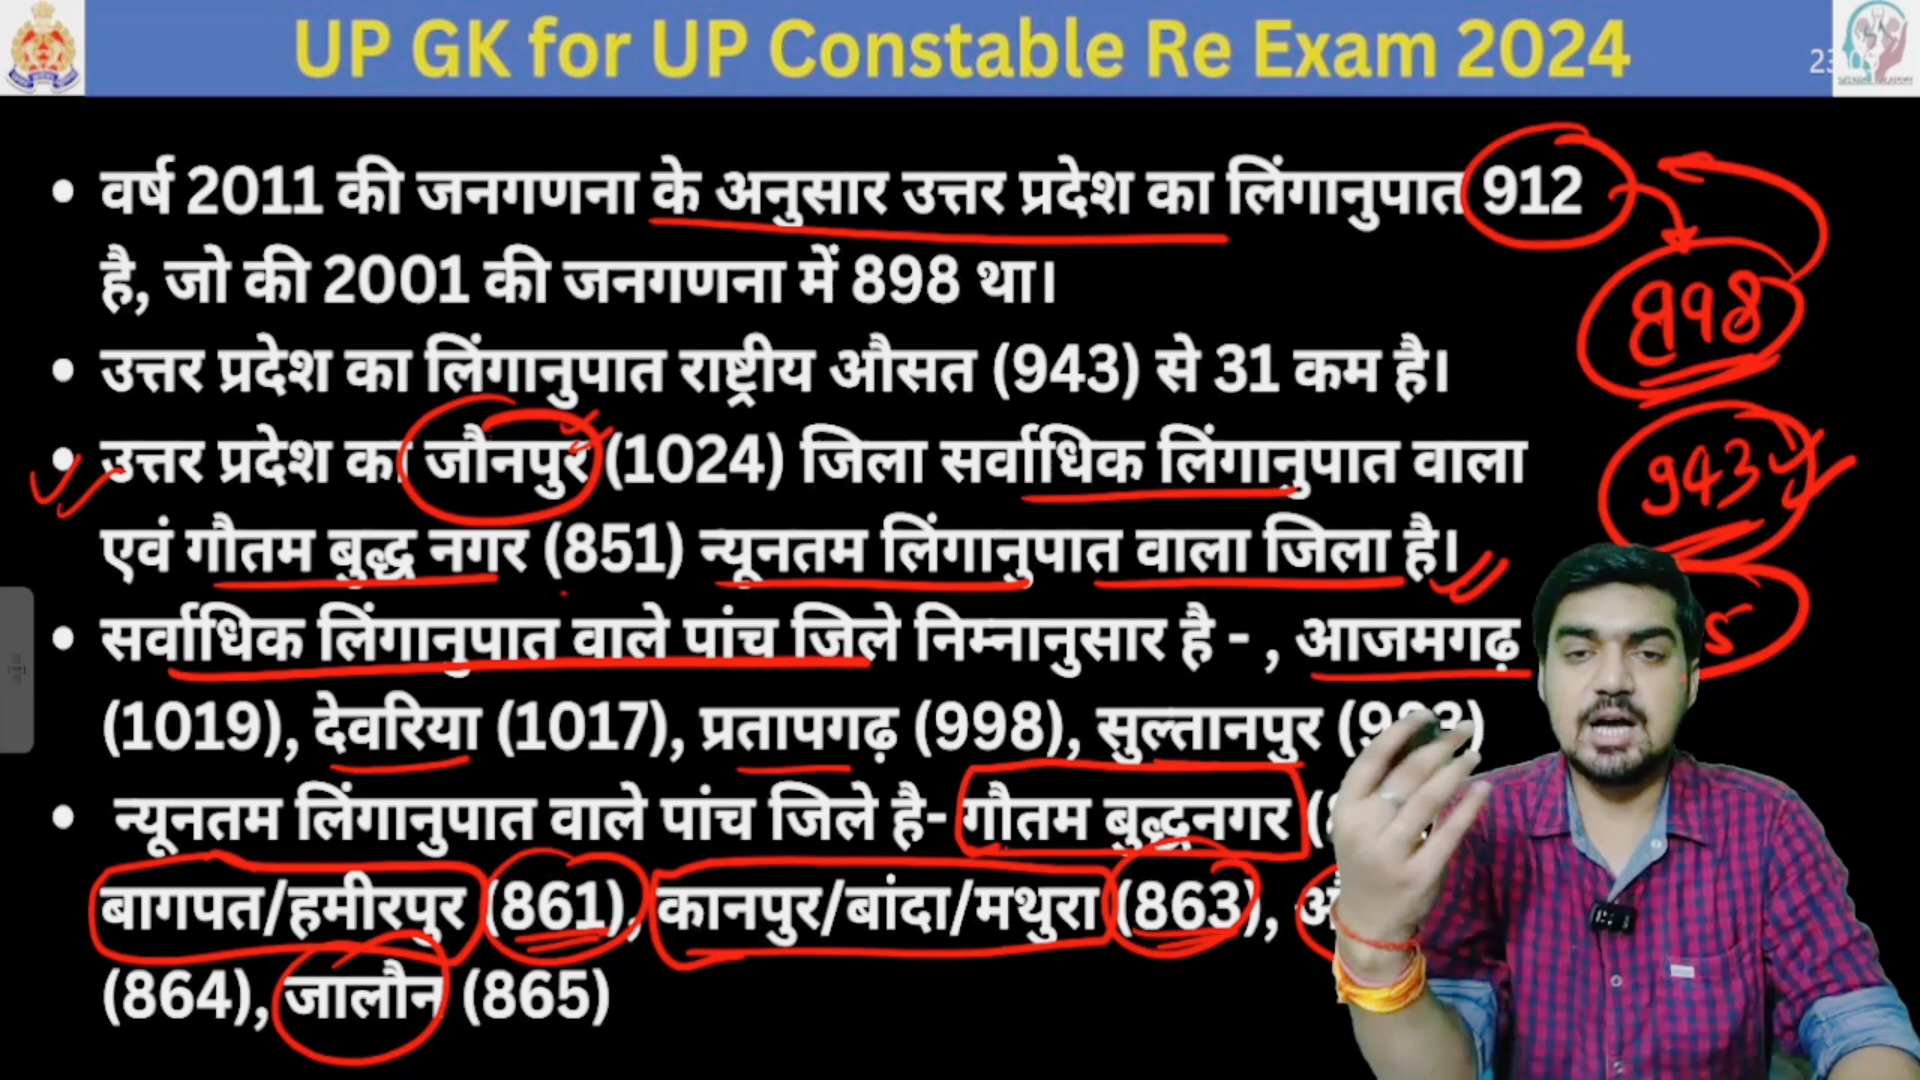 UP GK for UP Constable Re Exam 2024
• वर्ष 2011 की जनगणना के अनुसार उत्तर प्रदेश का लिंगानुपात 912
है, जो की 2001 की जनगणना में 898 था।
898
• उत्तर प्रदेश का लिंगानुपात राष्ट्रीय औसत (943) से 31 कम है।
• उत्तर प्रदेश का जौनपुर (1024) जिला सर्वाधिक लिंगानुपात वाला
943
एवं गौतम बुद्ध नगर (851) न्यूनतम लिंगानुपात वाला जिला है।
• सर्वाधिक लिंगानुपात वाले पांच जिले निम्नानुसार है - , आजमगढ़
(1019), देवरिया (1017), प्रतापगढ़ (998), सुल्तानपुर
• न्यूनतम लिंगानुपात वाले पांच जिले है- गौतम बुद्धनगर
बागपत/हमीरपुर (861), कानपुर/बांदा/मथुरा (863),
(864), जालौन (865)